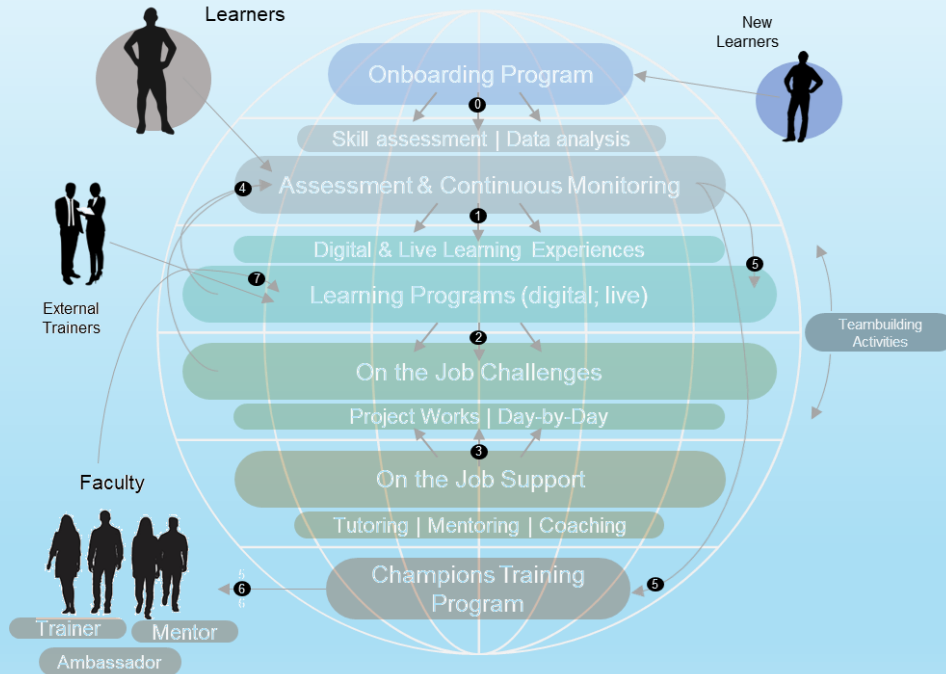 Learners
New
Learners
Onboarding Program
0
Skill assessment | Data analysis
4
Assessment & Continuous Monitoring
1
Digital & Live Learning Experiences
5
7
Learning Programs (digital; live)
External
Trainers
2
Teambuilding
Activities
On the Job Challenges
Project Works | Day-by-Day
3
On the Job Support
Faculty
Tutoring | Mentoring | Coaching
Champions Training
Program
5
5
6
6
Trainer
Mentor
Ambassador